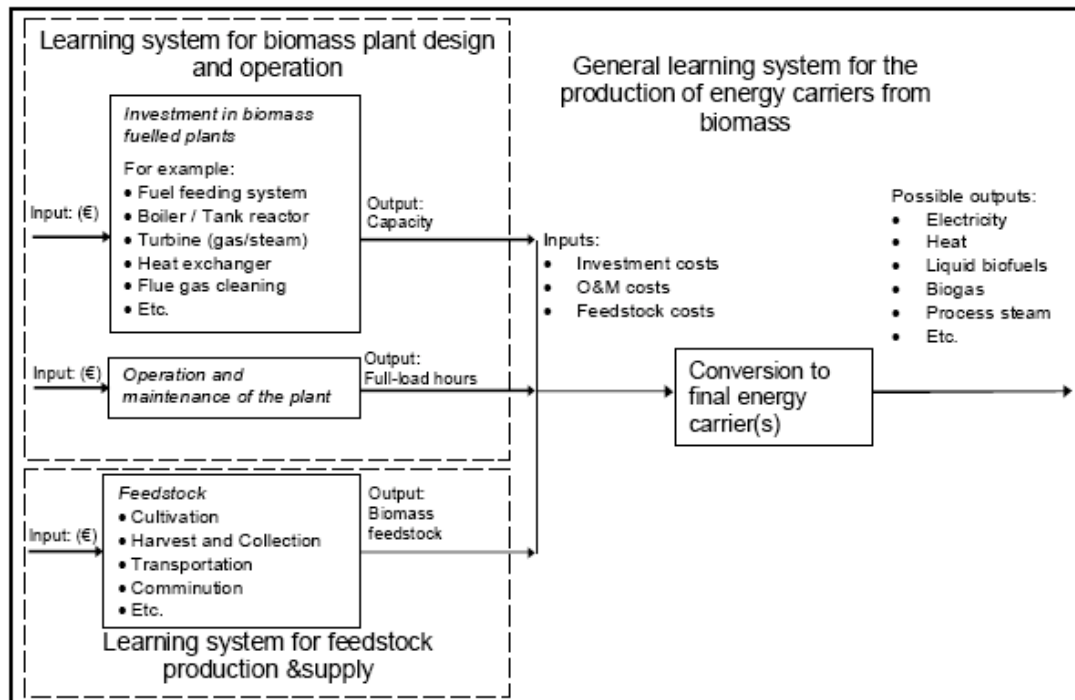 Learning system for biomass plant design
and operation
Investment in biomass
fuelled plants
For example:
• Fuel feeding system
• Boiler / Tank reactor
• Turbine (gas/steam)
• Heat exchanger
• Flue gas cleaning
• Etc.
Input: (€)
Output:
Capacity
Input: (€)
Operation and
maintenance of the plant
Output:
Full-load hours
Input: (€)
Feedstock
• Cultivation
• Harvest and Collection
• Transportation
• Comminution
• Etc.
Output:
Biomass
feedstock
Learning system for feedstock
production &supply
General learning system for the
production of energy carriers from
biomass
Inputs:
• Investment costs
• O&M costs
• Feedstock costs
Conversion to
final energy
carrier(s)
Possible outputs:
• Electricity
• Heat
• Liquid biofuels
• Biogas
• Process steam
• Etc.